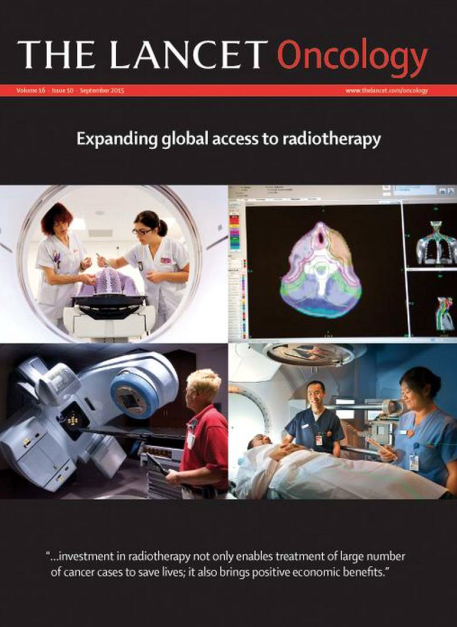 THE LANCET Oncology
Volume 16 · Issue 10 · September 2015
www.thelancet.com/oncology
Expanding global access to radiotherapy
“...investment in radiotherapy not only enables treatment of large number
of cancer cases to save lives; it also brings positive economic benefits.”